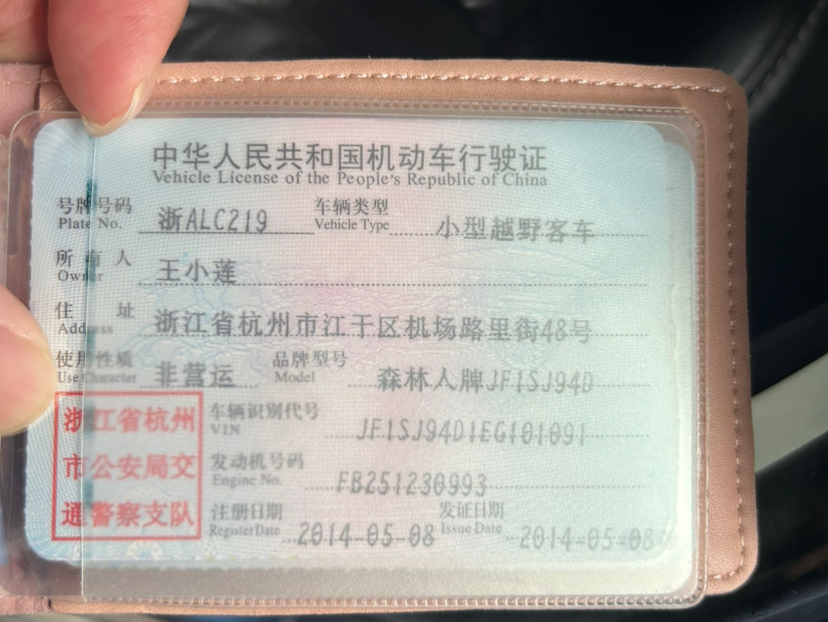 中华人民共和国机动车行驶证
Vehicle License of the People's Republic of China
号牌号码 浙ALC219 车辆类型 小型越野客车
Plate No. Vehicle Type
所有人 王小莲
Owner
住址 浙江省杭州市江干区机场路里街48号
Address
使用性质 非营运 品牌型号 森林人牌JF1SJ94D
Use Character Model
浙江省杭州
市公安局交
通警察支队
车辆识别代号 JF1SJ94D1EG101091
VIN
发动机号码 FB251230993
Engine No.
注册日期 2014-05-08 发证日期 2014-05-08
Register Date Issue Date